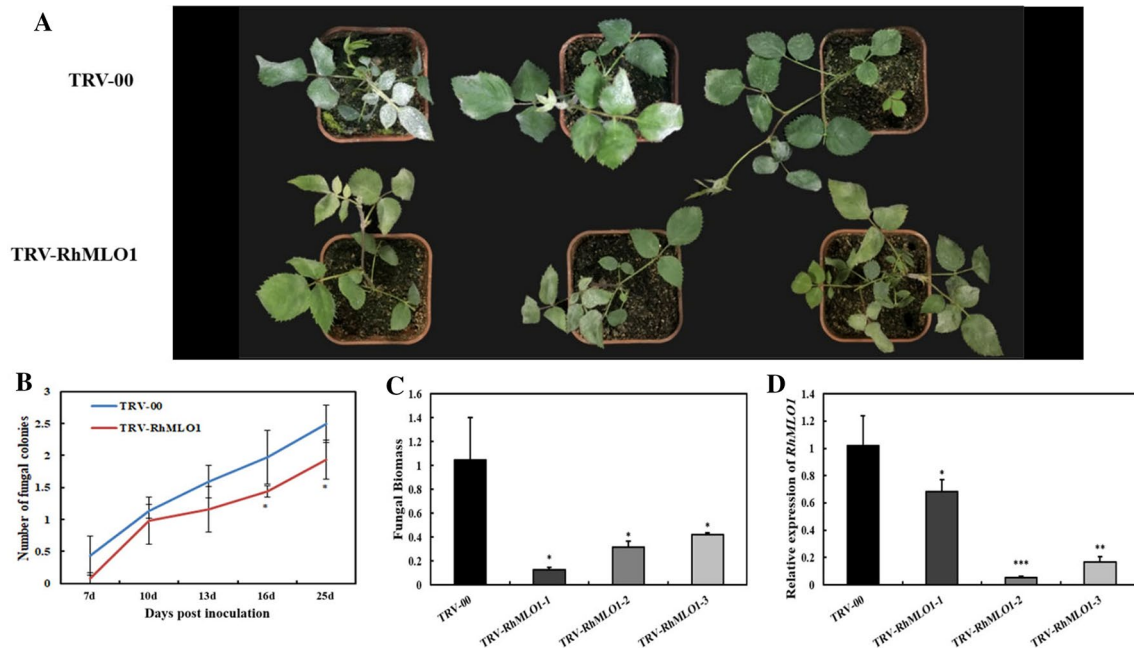 A
TRV-00
TRV-RhMLO1
B
Number of fungal colonies
3
2.5
2
1.5
1
0.5
0
TRV-00
TRV-RhMLO1
*
*
7d
10d
13d
16d
25d
Days post inoculation
C
Fungal Biomass
1.6
1.4
1.2
1
0.8
0.6
0.4
0.2
0
*
*
*
TRV-00
TRV-RhMLO1-1
TRV-RhMLO1-2
TRV-RhMLO1-3
D
Relative expression of RhMLO1
1.4
1.2
1
0.8
0.6
0.4
0.2
0
*
***
**
TRV-00
TRV-RhMLO1-1
TRV-RhMLO1-2
TRV-RhMLO1-3